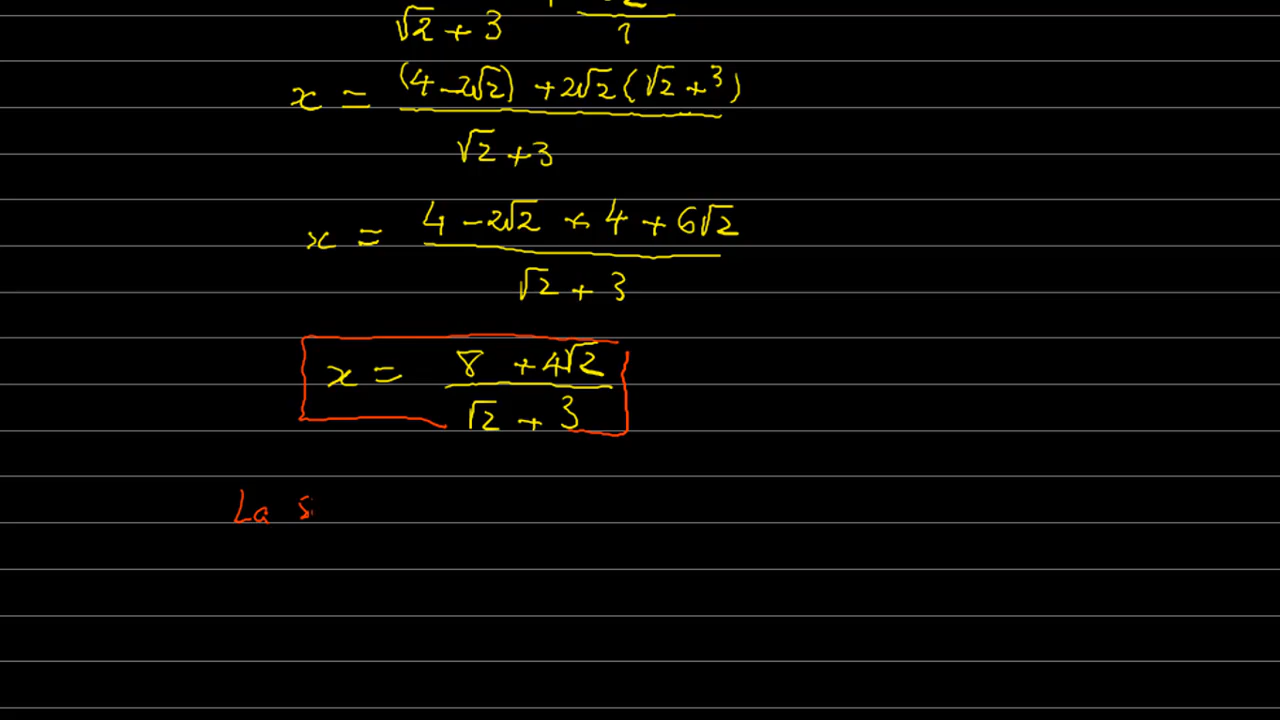 √2 + 3   1
x = (4 - 2√2) + 2√2 (√2 + 3)
√2 + 3
x = 4 - 2√2 + 4 + 6√2
√2 + 3
x = 8 + 4√2
√2 + 3
La s